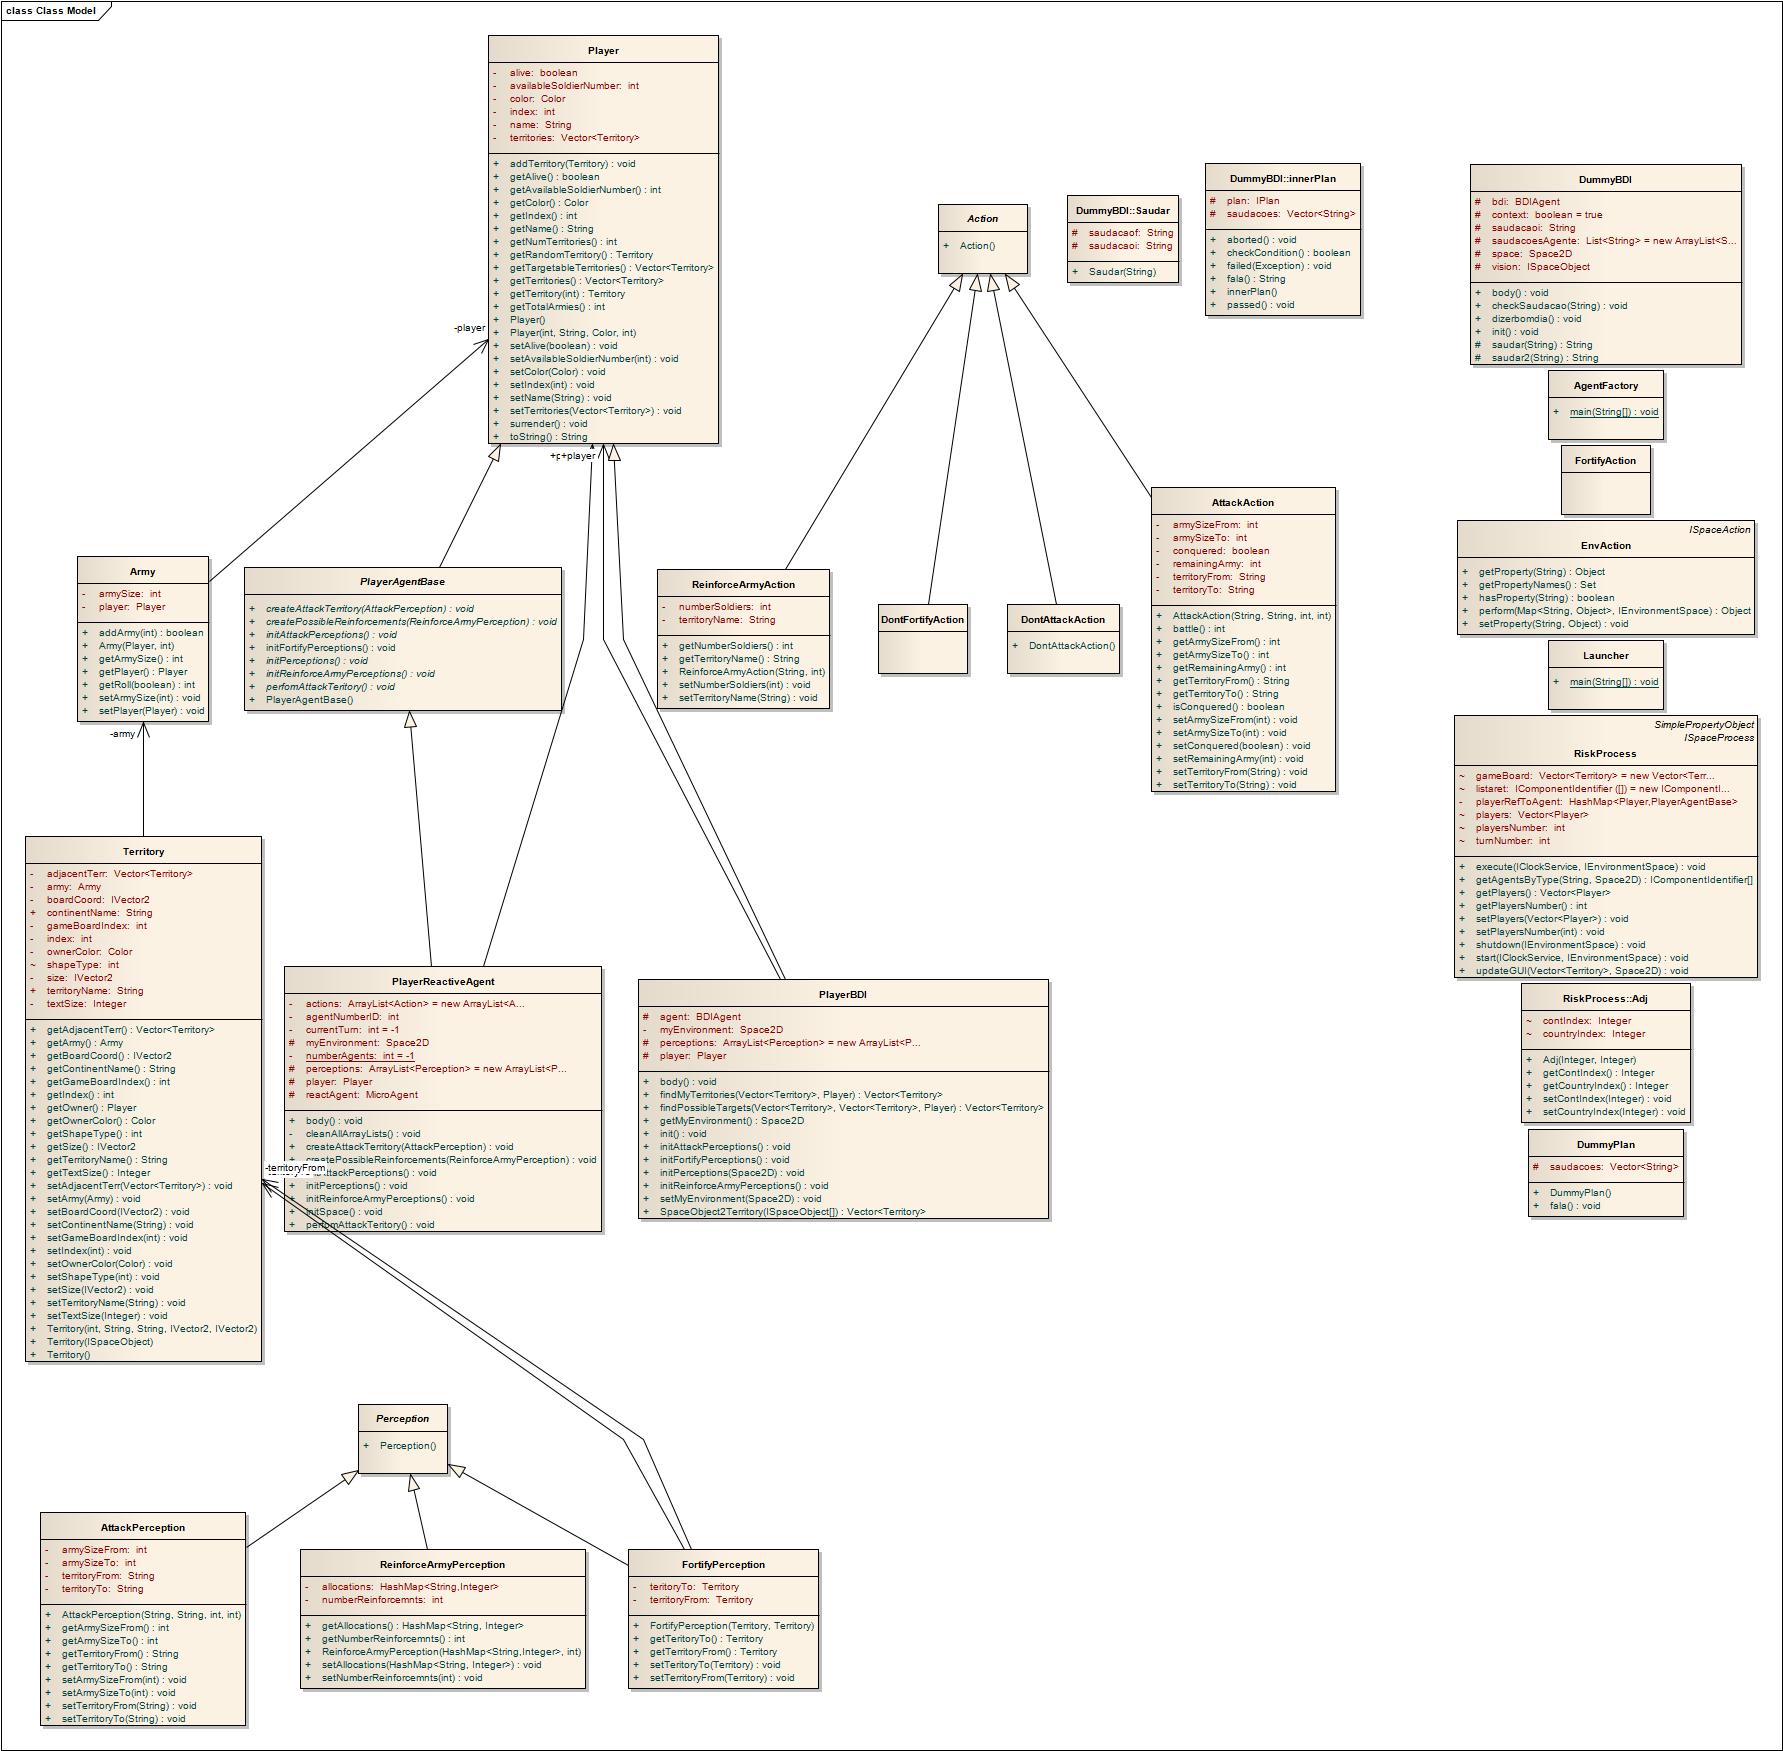 class Class Model
Player
- alive: boolean
- availableSoldierNumber: int
- color: Color
- index: int
- name: String
- territories: Vector<Territory>
+ addTerritory(Territory) : void
+ getAlive() : boolean
+ getAvailableSoldierNumber() : int
+ getColor() : Color
+ getIndex() : int
+ getName() : String
+ getNumTerritories() : int
+ getRandomTerritory() : Territory
+ getTargetableTerritories() : Vector<Territory>
+ getTerritories() : Vector<Territory>
+ getTerritory(int) : Territory
+ getTotalArmies() : int
+ Player()
+ Player(int, String, Color, int)
+ setAlive(boolean) : void
+ setAvailableSoldierNumber(int) : void
+ setColor(Color) : void
+ setIndex(int) : void
+ setName(String) : void
+ setTerritories(Vector<Territory>) : void
+ surrender() : void
+ toString() : String
-player
+p+player
Action
+ Action()
DummyBDI::Saudar
# saudacaof: String
# saudacaoi: String
+ Saudar(String)
DummyBDI::innerPlan
# plan: IPlan
# saudacoes: Vector<String>
+ aborted() : void
+ checkCondition() : boolean
+ failed(Exception) : void
+ fala() : String
+ innerPlan()
+ passed() : void
DummyBDI
# bdi: BDIAgent
# context: boolean = true
# saudacaoi: String
# saudacoesAgente: List<String> = new ArrayList<S...
# space: Space2D
# vision: ISpaceObject
+ body() : void
+ checkSaudacao(String) : void
+ dizerbomdia() : void
+ init() : void
# saudar(String) : String
# saudar2(String) : String
AgentFactory
+ main(String[]) : void
FortifyAction
ISpaceAction
EnvAction
+ getProperty(String) : Object
+ getPropertyNames() : Set
+ hasProperty(String) : boolean
+ perform(Map<String, Object>, IEnvironmentSpace) : Object
+ setProperty(String, Object) : void
Launcher
+ main(String[]) : void
SimplePropertyObject
ISpaceProcess
RiskProcess
~ gameBoard: Vector<Territory> = new Vector<Terr...
~ listaret: IComponentIdentifier ([]) = new IComponentI...
- playerRefToAgent: HashMap<Player,PlayerAgentBase>
~ players: Vector<Player>
~ playersNumber: int
~ turnNumber: int
+ execute(IClockService, IEnvironmentSpace) : void
+ getAgentsByType(String, Space2D) : IComponentIdentifier[]
+ getPlayers() : Vector<Player>
+ getPlayersNumber() : int
+ setPlayers(Vector<Player>) : void
+ setPlayersNumber(int) : void
+ shutdown(IEnvironmentSpace) : void
+ start(IClockService, IEnvironmentSpace) : void
+ updateGUI(Vector<Territory>, Space2D) : void
RiskProcess::Adj
~ contIndex: Integer
~ countryIndex: Integer
+ Adj(Integer, Integer)
+ getContIndex() : Integer
+ getCountryIndex() : Integer
+ setContIndex(Integer) : void
+ setCountryIndex(Integer) : void
DummyPlan
# saudacoes: Vector<String>
+ DummyPlan()
+ fala() : void
Army
- armySize: int
- player: Player
+ addArmy(int) : boolean
+ Army(Player, int)
+ getArmySize() : int
+ getPlayer() : Player
+ getRoll(boolean) : int
+ setArmySize(int) : void
+ setPlayer(Player) : void
-army
PlayerAgentBase
+ createAttackTerritory(AttackPerception) : void
+ createPossibleReinforcements(ReinforceArmyPerception) : void
+ initAttackPerceptions() : void
+ initFortifyPerceptions() : void
+ initPerceptions() : void
+ initReinforceArmyPerceptions() : void
+ perfomAttackTeritory() : void
+ PlayerAgentBase()
ReinforceArmyAction
- numberSoldiers: int
- territoryName: String
+ getNumberSoldiers() : int
+ getTerritoryName() : String
+ ReinforceArmyAction(String, int)
+ setNumberSoldiers(int) : void
+ setTerritoryName(String) : void
DontFortifyAction
DontAttackAction
+ DontAttackAction()
AttackAction
- armySizeFrom: int
- armySizeTo: int
- conquered: boolean
- remainingArmy: int
- territoryFrom: String
- territoryTo: String
+ AttackAction(String, String, int, int)
+ battle() : int
+ getArmySizeFrom() : int
+ getArmySizeTo() : int
+ getRemainingArmy() : int
+ getTerritoryFrom() : String
+ getTerritoryTo() : String
+ isConquered() : boolean
+ setArmySizeFrom(int) : void
+ setArmySizeTo(int) : void
+ setConquered(boolean) : void
+ setRemainingArmy(int) : void
+ setTerritoryFrom(String) : void
+ setTerritoryTo(String) : void
Territory
- adjacentTerr: Vector<Territory>
- army: Army
- boardCoord: IVector2
+ continentName: String
- gameBoardIndex: int
- index: int
- ownerColor: Color
~ shapeType: int
- size: IVector2
+ territoryName: String
- textSize: Integer
+ getAdjacentTerr() : Vector<Territory>
+ getArmy() : Army
+ getBoardCoord() : IVector2
+ getContinentName() : String
+ getGameBoardIndex() : int
+ getIndex() : int
+ getOwner() : Player
+ getOwnerColor() : Color
+ getShapeType() : int
+ getSize() : IVector2
+ getTerritoryName() : String
+ getTextSize() : Integer
+ setAdjacentTerr(Vector<Territory>) : void
+ setArmy(Army) : void
+ setBoardCoord(IVector2) : void
+ setContinentName(String) : void
+ setGameBoardIndex(int) : void
+ setIndex(int) : void
+ setOwnerColor(Color) : void
+ setShapeType(int) : void
+ setSize(IVector2) : void
+ setTerritoryName(String) : void
+ setTextSize(Integer) : void
+ Territory(int, String, String, IVector2, IVector2)
+ Territory(ISpaceObject)
+ Territory()
PlayerReactiveAgent
- actions: ArrayList<Action> = new ArrayList<A...
- agentNumberID: int
- currentTurn: int = -1
# myEnvironment: Space2D
- numberAgents: int = -1
# perceptions: ArrayList<Perception> = new ArrayList<P...
# player: Player
# reactAgent: MicroAgent
+ body() : void
- cleanAllArrayLists() : void
+ createAttackTerritory(AttackPerception) : void
+ createPossibleReinforcements(ReinforceArmyPerception) : void
-territoryFrom
ttackPerceptions() : void
+ initPerceptions() : void
+ initReinforceArmyPerceptions() : void
+ initSpace() : void
+ perfomAttackTeritory() : void
PlayerBDI
# agent: BDIAgent
- myEnvironment: Space2D
# perceptions: ArrayList<Perception> = new ArrayList<P...
# player: Player
+ body() : void
+ findMyTerritories(Vector<Territory>, Player) : Vector<Territory>
+ findPossibleTargets(Vector<Territory>, Vector<Territory>, Player) : Vector<Territory>
+ getMyEnvironment() : Space2D
+ init() : void
+ initAttackPerceptions() : void
+ initFortifyPerceptions() : void
+ initPerceptions(Space2D) : void
+ initReinforceArmyPerceptions() : void
+ setMyEnvironment(Space2D) : void
+ SpaceObject2Territory(ISpaceObject[]) : Vector<Territory>
Perception
+ Perception()
AttackPerception
- armySizeFrom: int
- armySizeTo: int
- territoryFrom: String
- territoryTo: String
+ AttackPerception(String, String, int, int)
+ getArmySizeFrom() : int
+ getArmySizeTo() : int
+ getTerritoryFrom() : String
+ getTerritoryTo() : String
+ setArmySizeFrom(int) : void
+ setArmySizeTo(int) : void
+ setTerritoryFrom(String) : void
+ setTerritoryTo(String) : void
ReinforceArmyPerception
- allocations: HashMap<String,Integer>
- numberReinforcemnts: int
+ getAllocations() : HashMap<String, Integer>
+ getNumberReinforcemnts() : int
+ ReinforceArmyPerception(HashMap<String,Integer>, int)
+ setAllocations(HashMap<String, Integer>) : void
+ setNumberReinforcemnts(int) : void
FortifyPerception
- teritoryTo: Territory
- territoryFrom: Territory
+ FortifyPerception(Territory, Territory)
+ getTeritoryTo() : Territory
+ getTerritoryFrom() : Territory
+ setTeritoryTo(Territory) : void
+ setTerritoryFrom(Territory) : void